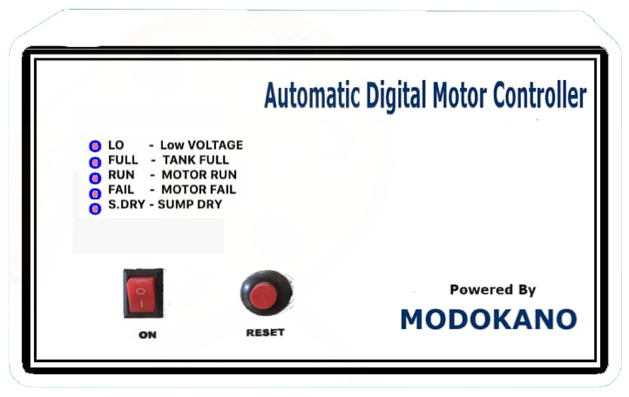 Automatic Digital Motor Controller
LO - Low VOLTAGE
FULL - TANK FULL
RUN - MOTOR RUN
FAIL - MOTOR FAIL
S.DRY - SUMP DRY
ON
RESET
Powered By
MODOKANO